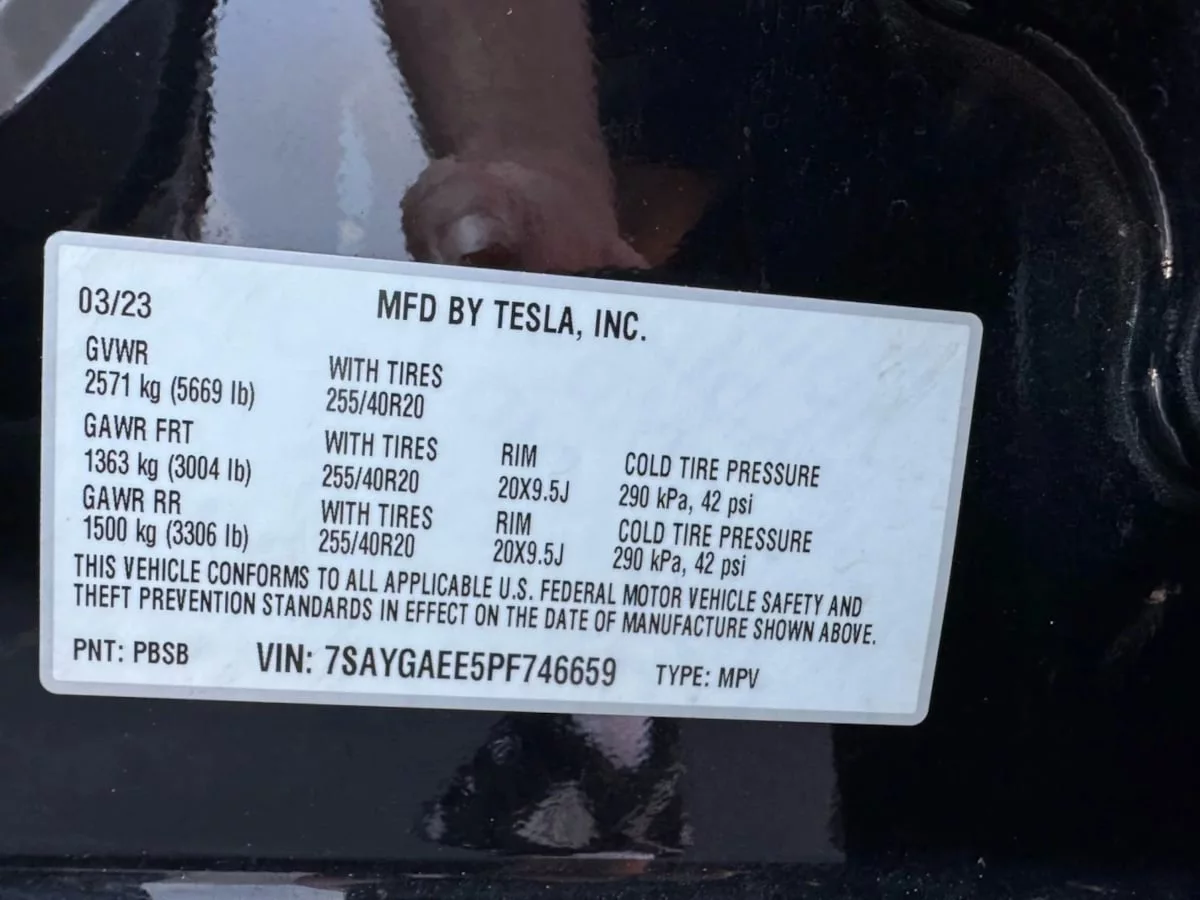 03/23 MFD BY TESLA, INC.
GVWR WITH TIRES
2571 kg (5669 lb) 255/40R20
GAWR FRT WITH TIRES RIM COLD TIRE PRESSURE
1363 kg (3004 lb) 255/40R20 20X9.5J 290 kPa, 42 psi
GAWR RR WITH TIRES RIM COLD TIRE PRESSURE
1500 kg (3306 lb) 255/40R20 20X9.5J 290 kPa, 42 psi
THIS VEHICLE CONFORMS TO ALL APPLICABLE U.S. FEDERAL MOTOR VEHICLE SAFETY AND
THEFT PREVENTION STANDARDS IN EFFECT ON THE DATE OF MANUFACTURE SHOWN ABOVE.
PNT: PBSB VIN: 7SAYGAEE5PF746659 TYPE: MPV